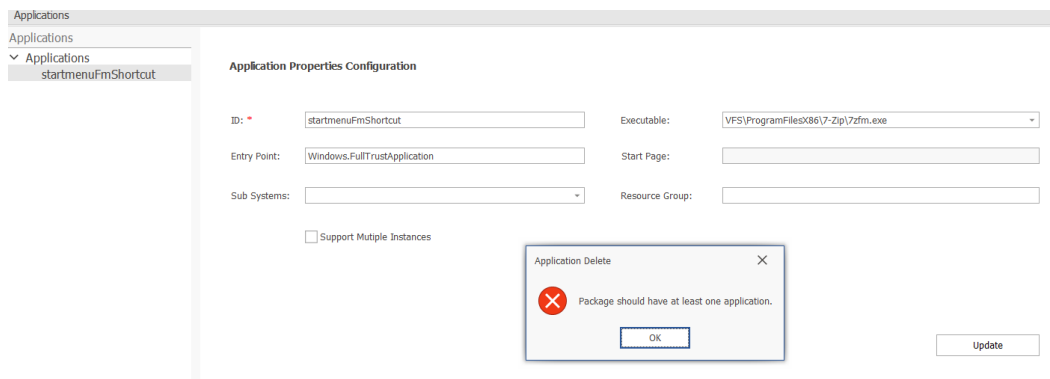 Applications
Applications
Applications
startmenuFmShortcut
Application Properties Configuration
ID: *
startmenuFmShortcut
Executable:
VFS\ProgramFilesX86\7-Zip\7zfm.exe
Entry Point:
Windows.FullTrustApplication
Start Page:
Sub Systems:
Resource Group:
Support Mutiple Instances
Application Delete
Package should have at least one application.
OK
Update